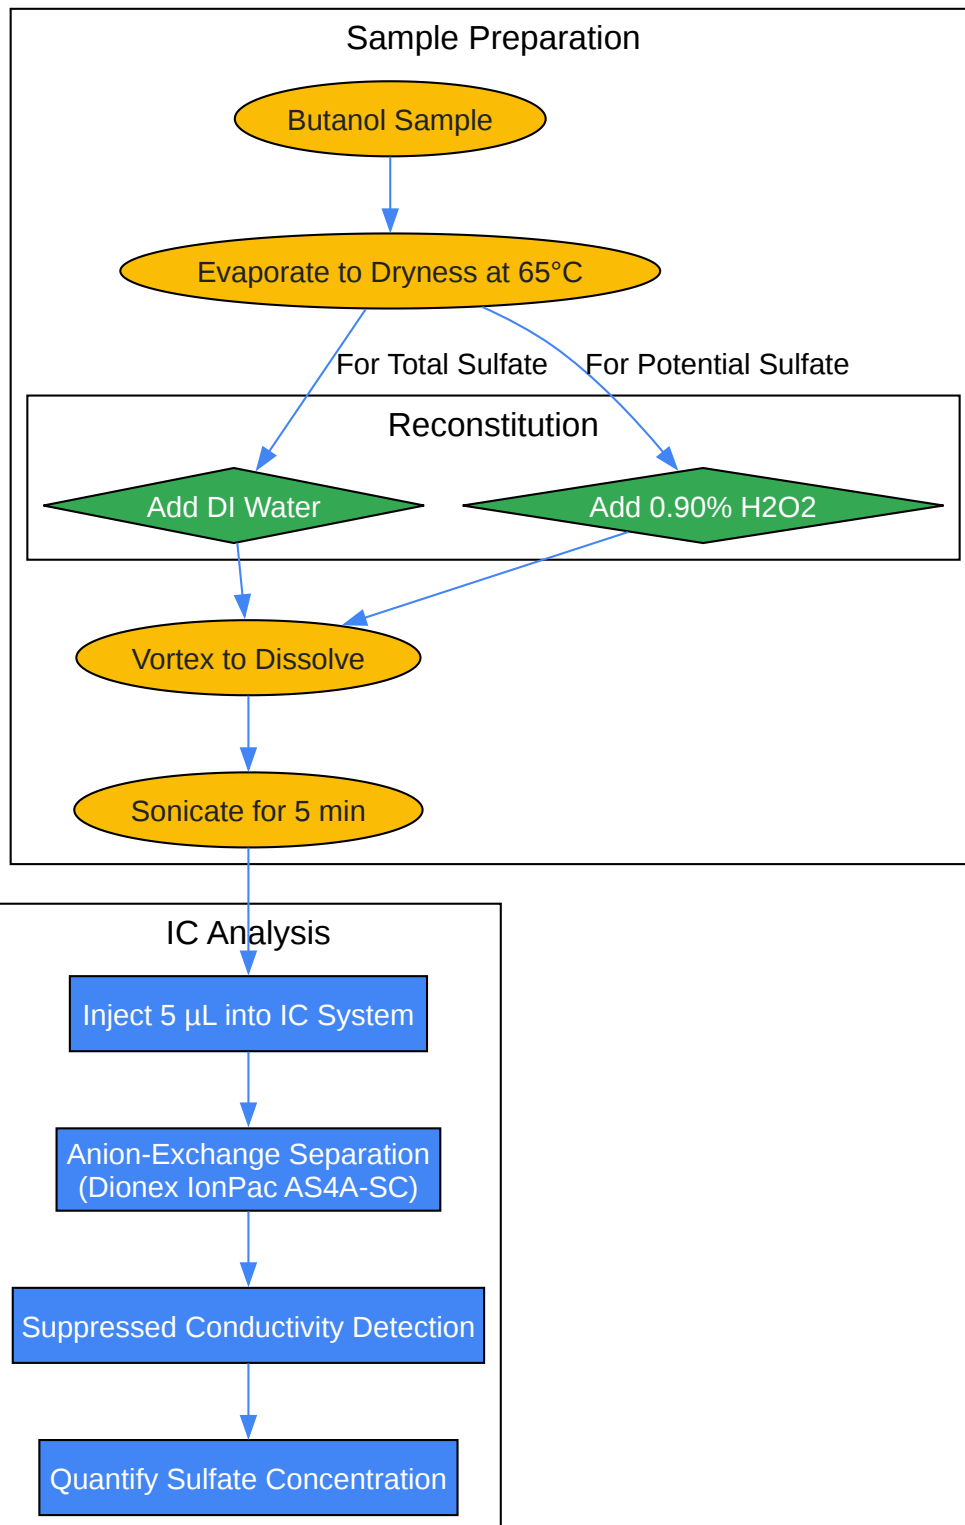 Sample Preparation
Butanol Sample
Evaporate to Dryness at 65°C
For Total Sulfate
For Potential Sulfate
Reconstitution
Add DI Water
Add 0.90% H2O2
Vortex to Dissolve
Sonicate for 5 min
IC Analysis
Inject 5 µL into IC System
Anion-Exchange Separation
(Dionex IonPac AS4A-SC)
Suppressed Conductivity Detection
Quantify Sulfate Concentration